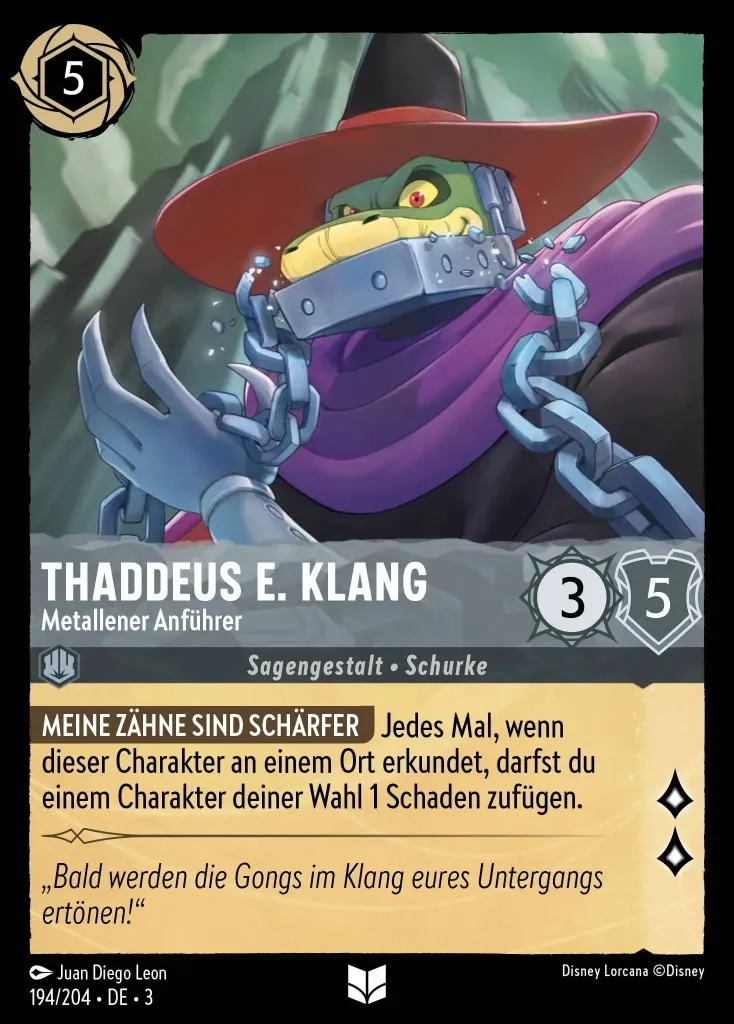 5
THADDEUS E. KLANG
Metallener Anführer
3
5
Sagengestalt • Schurke
MEINE ZÄHNE SIND SCHÄRFER Jedes Mal, wenn
dieser Charakter an einem Ort erkundet, darfst du
einem Charakter deiner Wahl 1 Schaden zufügen.
„Bald werden die Gongs im Klang eures Untergangs
ertönen!“
Juan Diego Leon
Disney Lorcana ©Disney
194/204 • DE • 3